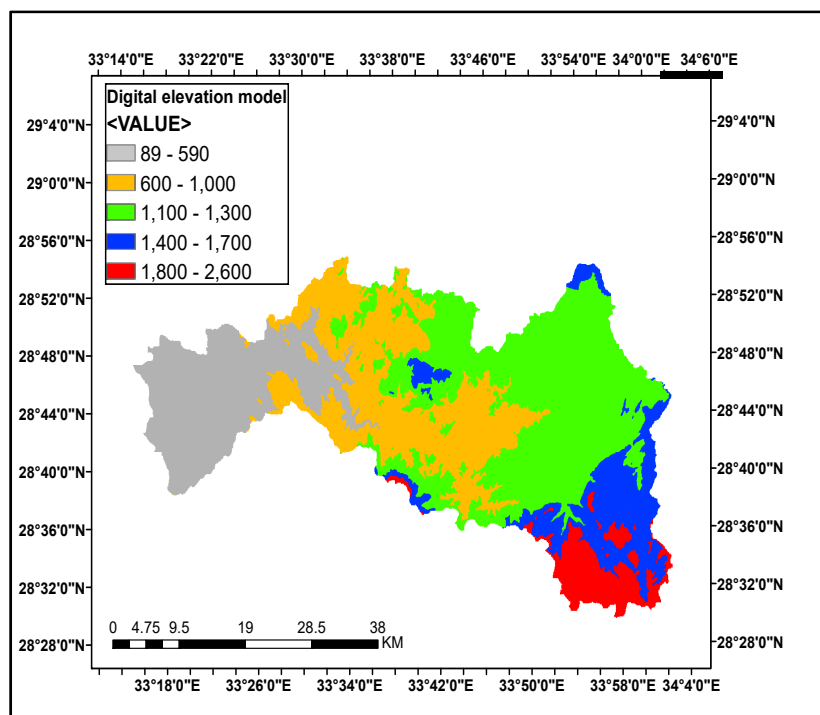 33°14'0"E 33°22'0"E 33°30'0"E 33°38'0"E 33°46'0"E 33°54'0"E 34°0'0"E 34°6'0"E
Digital elevation model
<VALUE>
89 - 590
600 - 1,000
1,100 - 1,300
1,400 - 1,700
1,800 - 2,600
29°4'0"N
29°0'0"N
28°56'0"N
28°52'0"N
28°48'0"N
28°44'0"N
28°40'0"N
28°36'0"N
28°32'0"N
28°28'0"N
29°4'0"N
29°0'0"N
28°56'0"N
28°52'0"N
28°48'0"N
28°44'0"N
28°40'0"N
28°36'0"N
28°32'0"N
28°28'0"N
0 4.75 9.5 19 28.5 38
KM
33°18'0"E 33°26'0"E 33°34'0"E 33°42'0"E 33°50'0"E 33°58'0"E 34°4'0"E